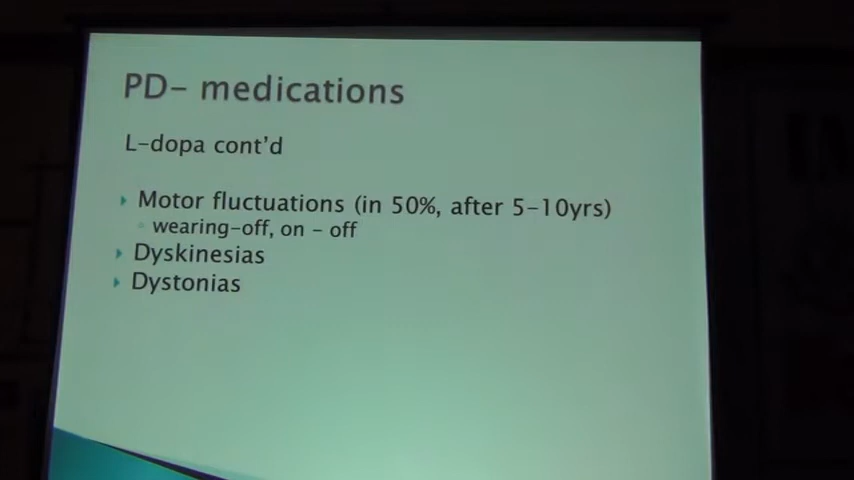 PD- medications
L-dopa cont'd
Motor fluctuations (in 50%, after 5-10yrs)
wearing-off, on - off
Dyskinesias
Dystonias